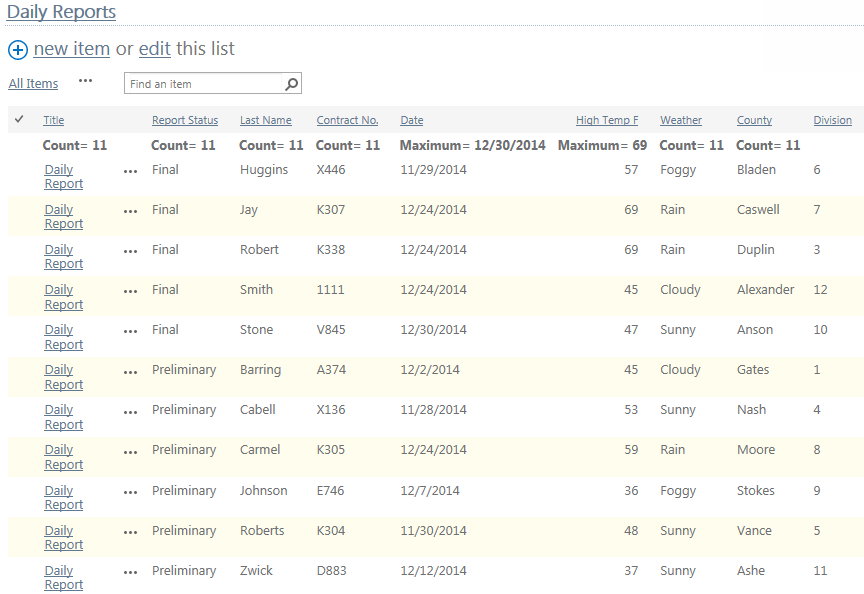 Daily Reports
new item or edit this list
All Items ... Find an item
Title Report Status Last Name Contract No. Date High Temp F Weather County Division
Count= 11 Count= 11 Count= 11 Count= 11 Maximum= 12/30/2014 Maximum= 69 Count= 11 Count= 11
Daily Report ... Final Huggins X446 11/29/2014 57 Foggy Bladen 6
Daily Report ... Final Jay K307 12/24/2014 69 Rain Caswell 7
Daily Report ... Final Robert K338 12/24/2014 69 Rain Duplin 3
Daily Report ... Final Smith 1111 12/24/2014 45 Cloudy Alexander 12
Daily Report ... Final Stone V845 12/30/2014 47 Sunny Anson 10
Daily Report ... Preliminary Barring A374 12/2/2014 45 Cloudy Gates 1
Daily Report ... Preliminary Cabell X136 11/28/2014 53 Sunny Nash 4
Daily Report ... Preliminary Carmel K305 12/24/2014 59 Rain Moore 8
Daily Report ... Preliminary Johnson E746 12/7/2014 36 Foggy Stokes 9
Daily Report ... Preliminary Roberts K304 11/30/2014 48 Sunny Vance 5
Daily Report ... Preliminary Zwick D883 12/12/2014 37 Sunny Ashe 11